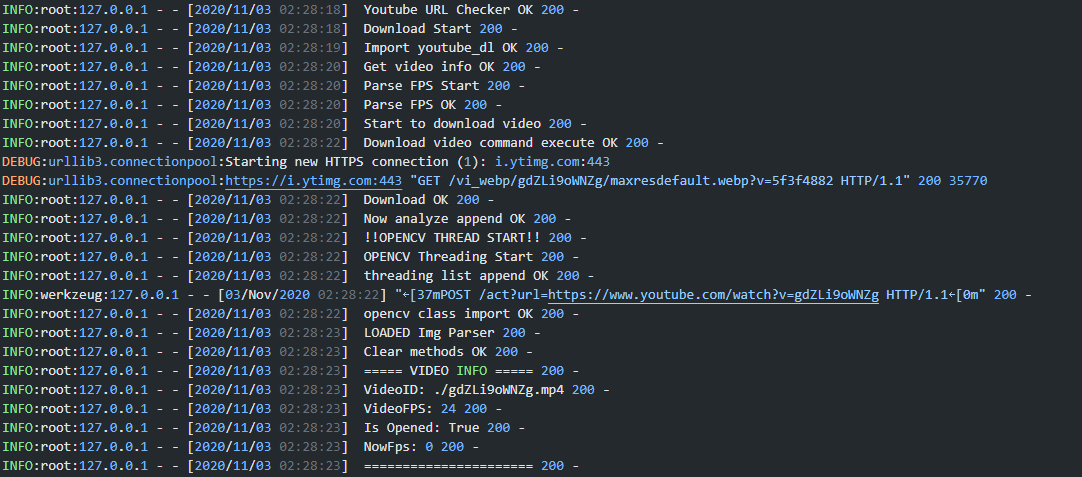 INFO:root:127.0.0.1 - - [2020/11/03 02:28:18]  Youtube URL Checker OK 200 -
INFO:root:127.0.0.1 - - [2020/11/03 02:28:18]  Download Start 200 -
INFO:root:127.0.0.1 - - [2020/11/03 02:28:19]  Import youtube_dl OK 200 -
INFO:root:127.0.0.1 - - [2020/11/03 02:28:20]  Get video info OK 200 -
INFO:root:127.0.0.1 - - [2020/11/03 02:28:20]  Parse FPS Start 200 -
INFO:root:127.0.0.1 - - [2020/11/03 02:28:20]  Parse FPS OK 200 -
INFO:root:127.0.0.1 - - [2020/11/03 02:28:20]  Start to download video 200 -
INFO:root:127.0.0.1 - - [2020/11/03 02:28:22]  Download video command execute OK 200 -
DEBUG:urllib3.connectionpool:Starting new HTTPS connection (1): i.ytimg.com:443
DEBUG:urllib3.connectionpool:https://i.ytimg.com:443 "GET /vi_webp/gdZLi9oWNZg/maxresdefault.webp?v=5f3f4882 HTTP/1.1" 200 35770
INFO:root:127.0.0.1 - - [2020/11/03 02:28:22]  Download OK 200 -
INFO:root:127.0.0.1 - - [2020/11/03 02:28:22]  Now analyze append OK 200 -
INFO:root:127.0.0.1 - - [2020/11/03 02:28:22]  !!OPENCV THREAD START!! 200 -
INFO:root:127.0.0.1 - - [2020/11/03 02:28:22]  OPENCV Threading Start 200 -
INFO:root:127.0.0.1 - - [2020/11/03 02:28:22]  threading list append OK 200 -
INFO:werkzeug:127.0.0.1 - - [03/Nov/2020 02:28:22] "←[37mPOST /act?url=https://www.youtube.com/watch?v=gdZLi9oWNZg HTTP/1.1←[0m" 200 -
INFO:root:127.0.0.1 - - [2020/11/03 02:28:22]  opencv class import OK 200 -
INFO:root:127.0.0.1 - - [2020/11/03 02:28:23]  LOADED Img Parser 200 -
INFO:root:127.0.0.1 - - [2020/11/03 02:28:23]  Clear methods OK 200 -
INFO:root:127.0.0.1 - - [2020/11/03 02:28:23]  ===== VIDEO INFO ===== 200 -
INFO:root:127.0.0.1 - - [2020/11/03 02:28:23]  VideoID: ./gdZLi9oWNZg.mp4 200 -
INFO:root:127.0.0.1 - - [2020/11/03 02:28:23]  VideoFPS: 24 200 -
INFO:root:127.0.0.1 - - [2020/11/03 02:28:23]  Is Opened: True 200 -
INFO:root:127.0.0.1 - - [2020/11/03 02:28:23]  NowFps: 0 200 -
INFO:root:127.0.0.1 - - [2020/11/03 02:28:23]  ====================== 200 -